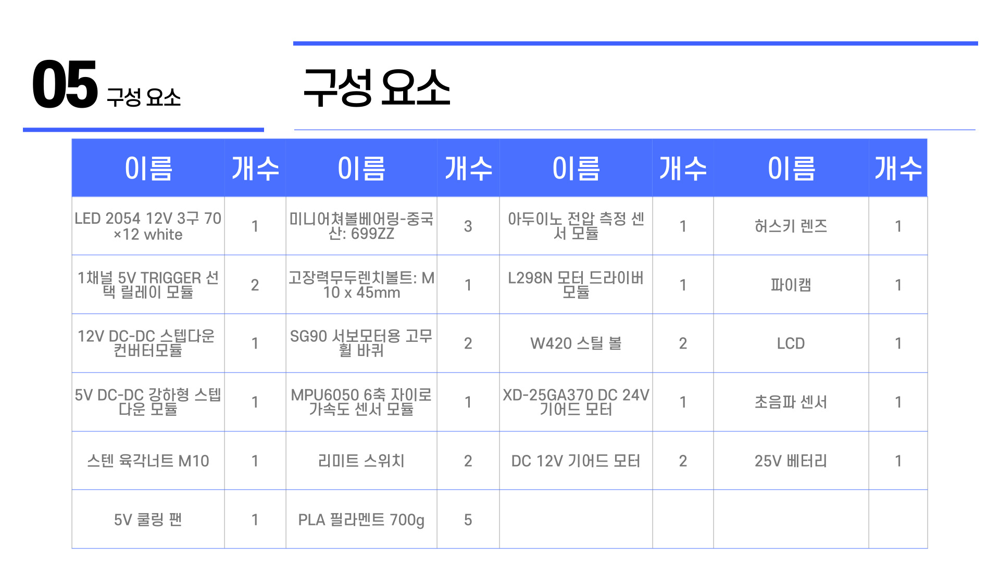 05 구성 요소
구성 요소
이름 개수 이름 개수 이름 개수 이름 개수
LED 2054 12V 3구 70
×12 white
1
미니어쳐볼베어링-중국
산: 699ZZ
3
아두이노 전압 측정 센
서 모듈
1
허스키 렌즈
1
1채널 5V TRIGGER 선
택 릴레이 모듈
2
고장력무두렌치볼트: M
10 x 45mm
1
L298N 모터 드라이버
모듈
1
파이캠
1
12V DC-DC 스텝다운
컨버터모듈
1
SG90 서보모터용 고무
휠 바퀴
2
W420 스틸 볼
2
LCD
1
5V DC-DC 강하형 스텝
다운 모듈
1
MPU6050 6축 자이로
가속도 센서 모듈
1
XD-25GA370 DC 24V
기어드 모터
1
초음파 센서
1
스텐 육각너트 M10
1
리미트 스위치
2
DC 12V 기어드 모터
2
25V 베터리
1
5V 쿨링 팬
1
PLA 필라멘트 700g
5